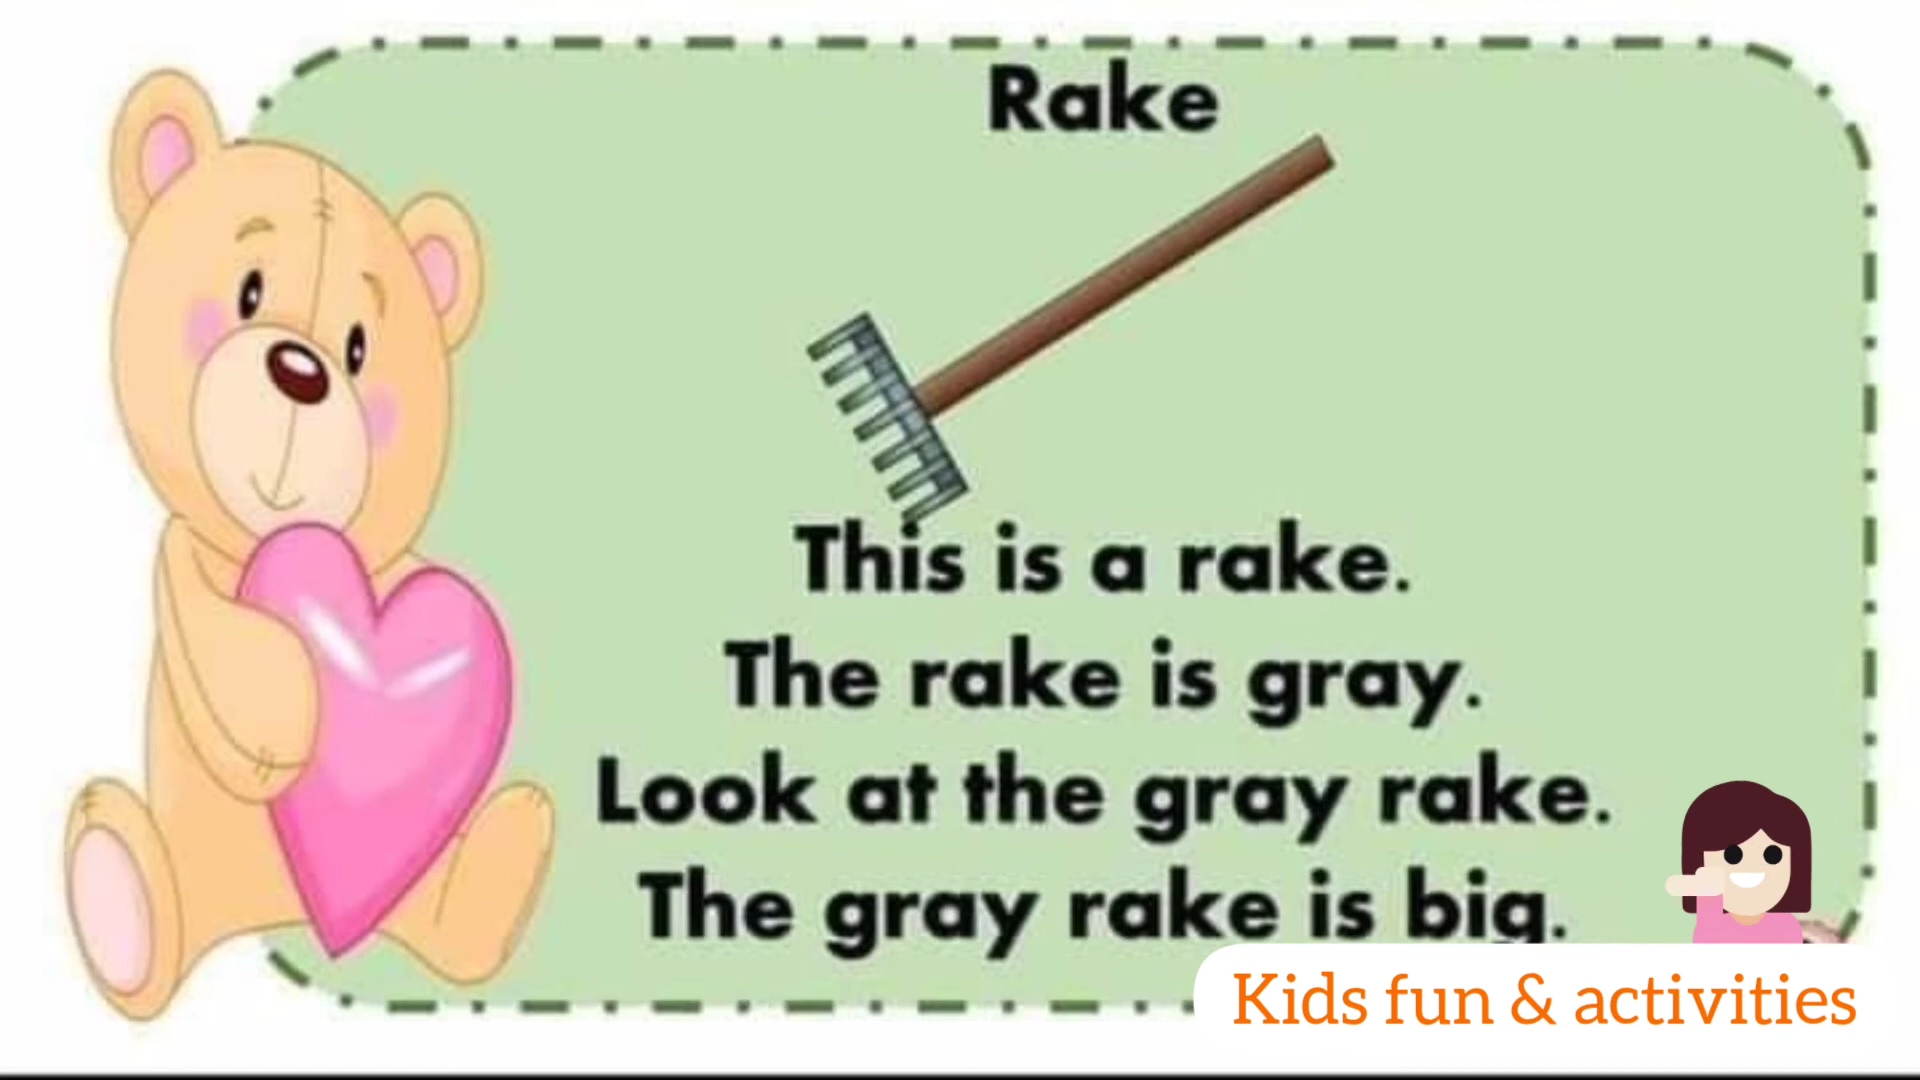 Rake
This is a rake.
The rake is gray.
Look at the gray rake.
The gray rake is big.
Kids fun & activities